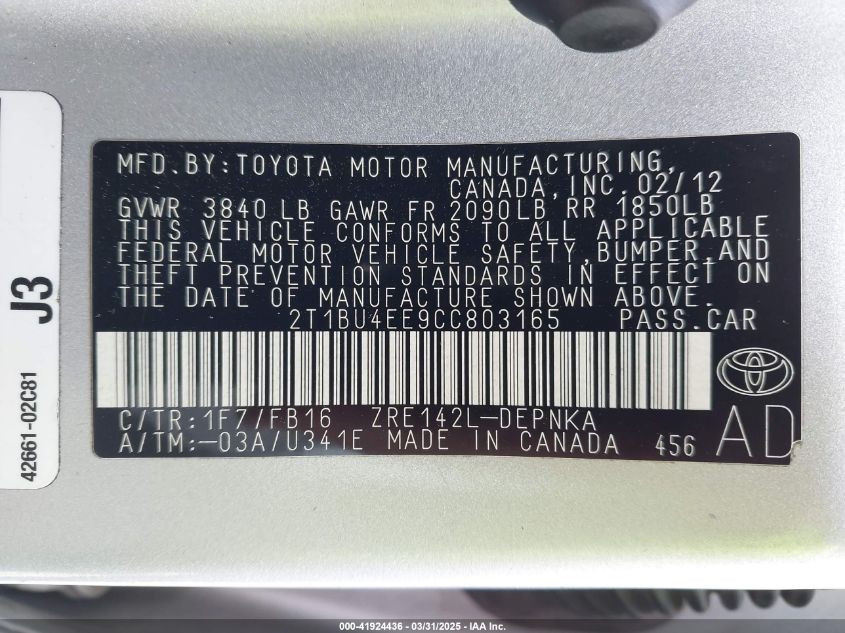 MFD.BY:TOYOTA MOTOR MANUFACTURING,
CANADA,INC. 02/12
GVWR 3840 LB GAWR FR 2090LB RR 1850LB
THIS VEHICLE CONFORMS TO ALL APPLICABLE
FEDERAL MOTOR VEHICLE SAFETY,BUMPER,AND
THEFT PREVENTION STANDARDS IN EFFECT ON
THE DATE OF MANUFACTURE SHOWN ABOVE.
2T1BU4EE9CC803165 PASS.CAR
C/TR:1F7/FB16 ZRE142L-DEPNKA
A/TM:-03A/U341E MADE IN CANADA 456 AD
J3
42661-02C81
000-41924436 - 03/31/2025 - IAA Inc.